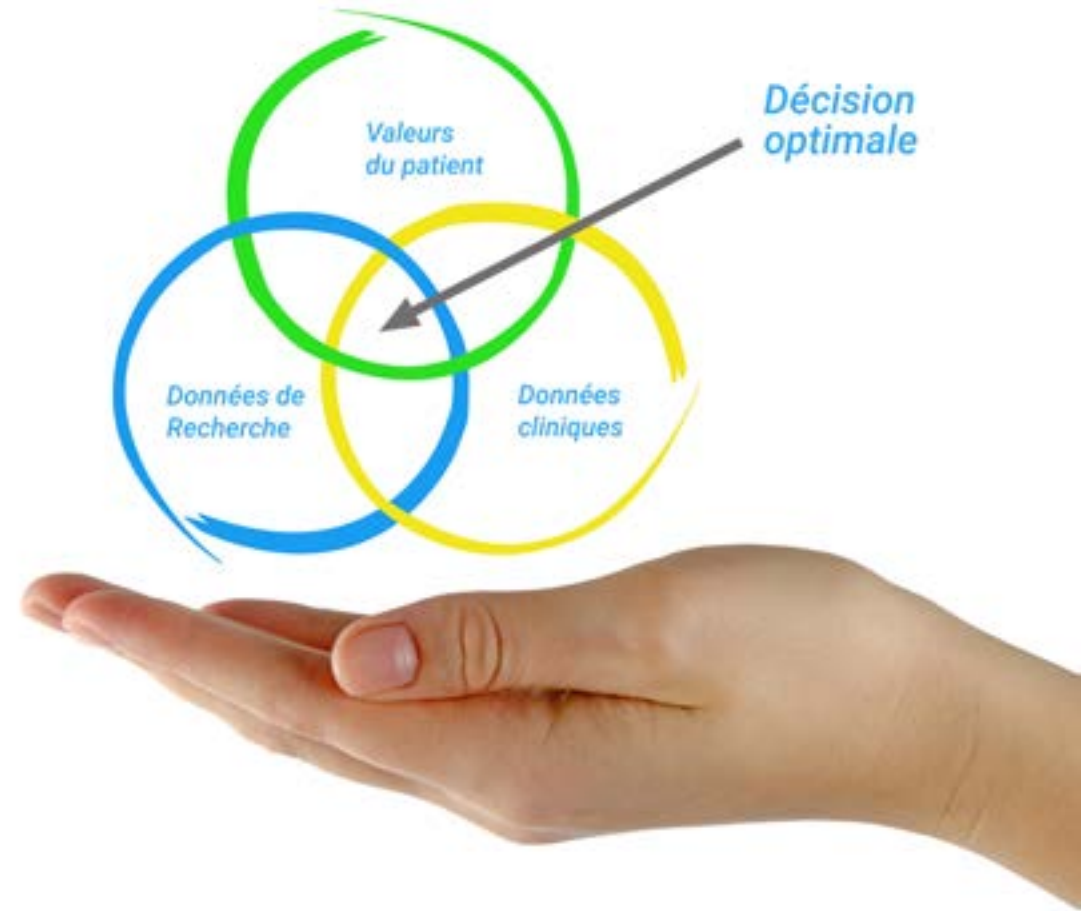 Valeurs
du patient
Décision
optimale
Données de
Recherche
Données
cliniques